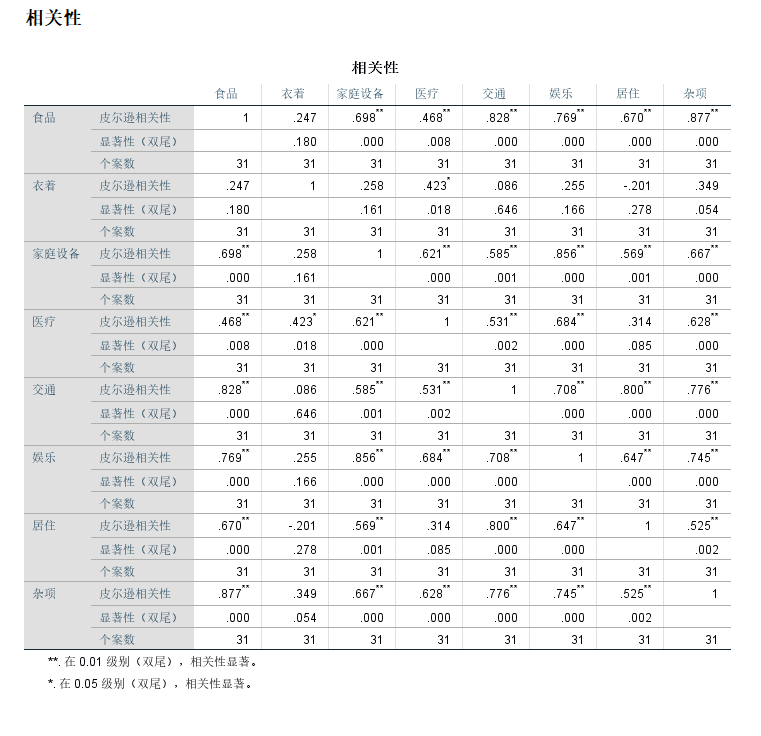 相关性
相关性
食品 衣着 家庭设备 医疗 交通 娱乐 居住 杂项
食品 皮尔逊相关性 1 .247 .698** .468** .828** .769** .670** .877**
显著性（双尾） .180 .000 .008 .000 .000 .000 .000
个案数 31 31 31 31 31 31 31 31
衣着 皮尔逊相关性 .247 1 .258 .423* .086 .255 -.201 .349
显著性（双尾） .180 .161 .018 .646 .166 .278 .054
个案数 31 31 31 31 31 31 31 31
家庭设备 皮尔逊相关性 .698** .258 1 .621** .585** .856** .569** .667**
显著性（双尾） .000 .161 .000 .001 .000 .001 .000
个案数 31 31 31 31 31 31 31 31
医疗 皮尔逊相关性 .468** .423* .621** 1 .531** .684** .314 .628**
显著性（双尾） .008 .018 .000 .002 .000 .085 .000
个案数 31 31 31 31 31 31 31 31
交通 皮尔逊相关性 .828** .086 .585** .531** 1 .708** .800** .776**
显著性（双尾） .000 .646 .001 .002 .000 .000 .000
个案数 31 31 31 31 31 31 31 31
娱乐 皮尔逊相关性 .769** .255 .856** .684** .708** 1 .647** .745**
显著性（双尾） .000 .166 .000 .000 .000 .000 .000
个案数 31 31 31 31 31 31 31 31
居住 皮尔逊相关性 .670** -.201 .569** .314 .800** .647** 1 .525**
显著性（双尾） .000 .278 .001 .085 .000 .000 .002
个案数 31 31 31 31 31 31 31 31
杂项 皮尔逊相关性 .877** .349 .667** .628** .776** .745** .525** 1
显著性（双尾） .000 .054 .000 .000 .000 .000 .002
个案数 31 31 31 31 31 31 31 31
**. 在 0.01 级别（双尾），相关性显著。
*. 在 0.05 级别（双尾），相关性显著。